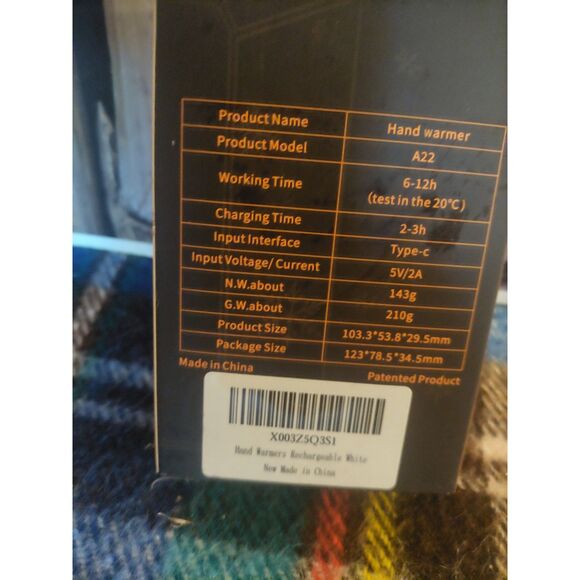 Product Name Hand warmer
Product Model A22
Working Time 6-12h
(test in the 20℃)
Charging Time 2-3h
Input Interface Type-c
Input Voltage/ Current 5V/2A
N.W.about 143g
G.W.about 210g
Product Size 103.3*53.8*29.5mm
Package Size 123*78.5*34.5mm
Made in China Patented Product
X003Z5Q3S1
Hand Warmers Rechargeable White
New Made in China